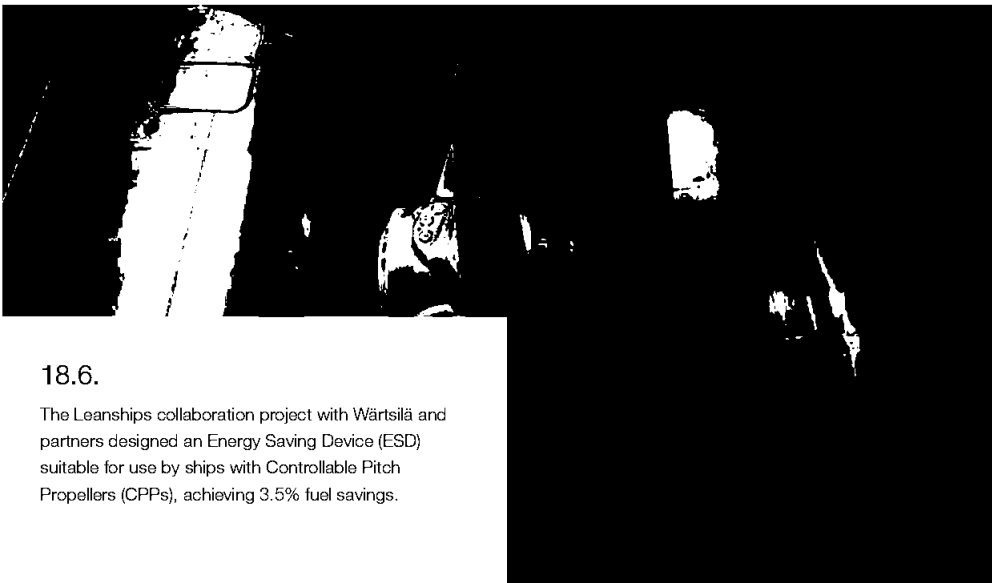 18.6.
The Leanships collaboration project with Wärtsilä and
partners designed an Energy Saving Device (ESD)
suitable for use by ships with Controllable Pitch
Propellers (CPPs), achieving 3.5% fuel savings.